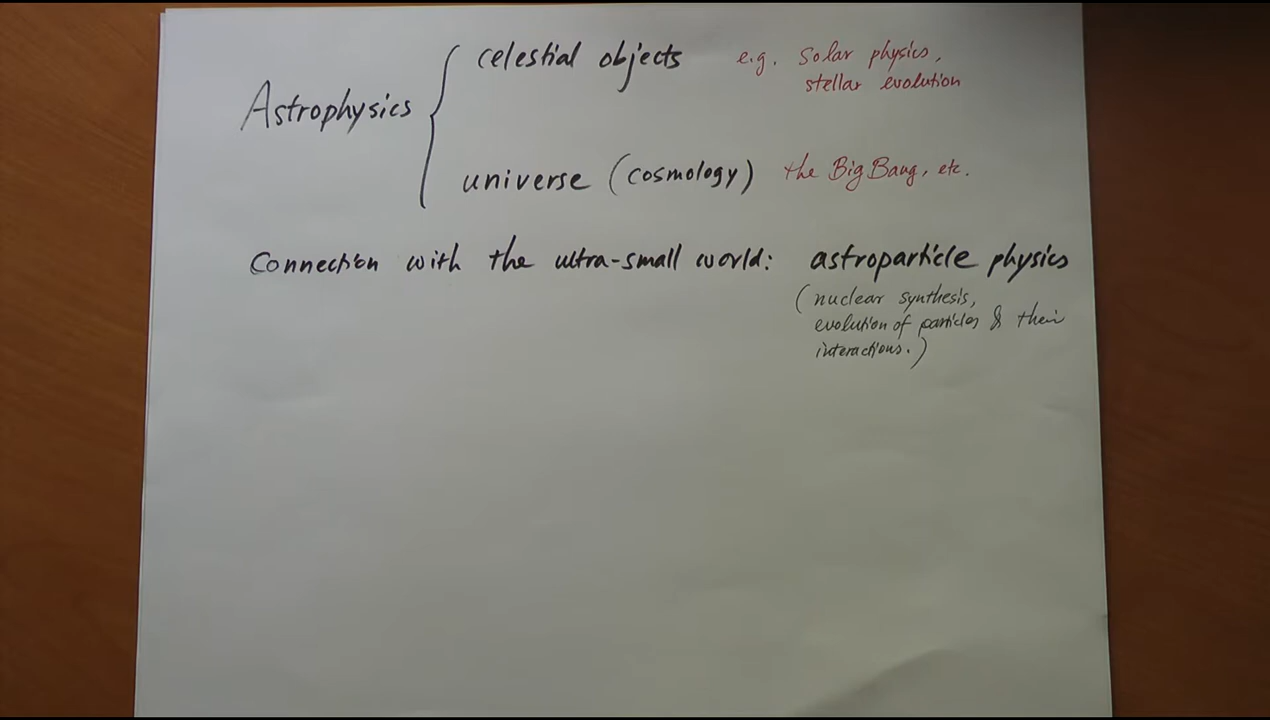 celestial objects e.g. Solar physics,
stellar evolution
Astrophysics {
universe (cosmology) the Big Bang, etc.
Connection with the ultra-small world: astroparticle physics
(nuclear synthesis,
evolution of particles & their
interactions.)